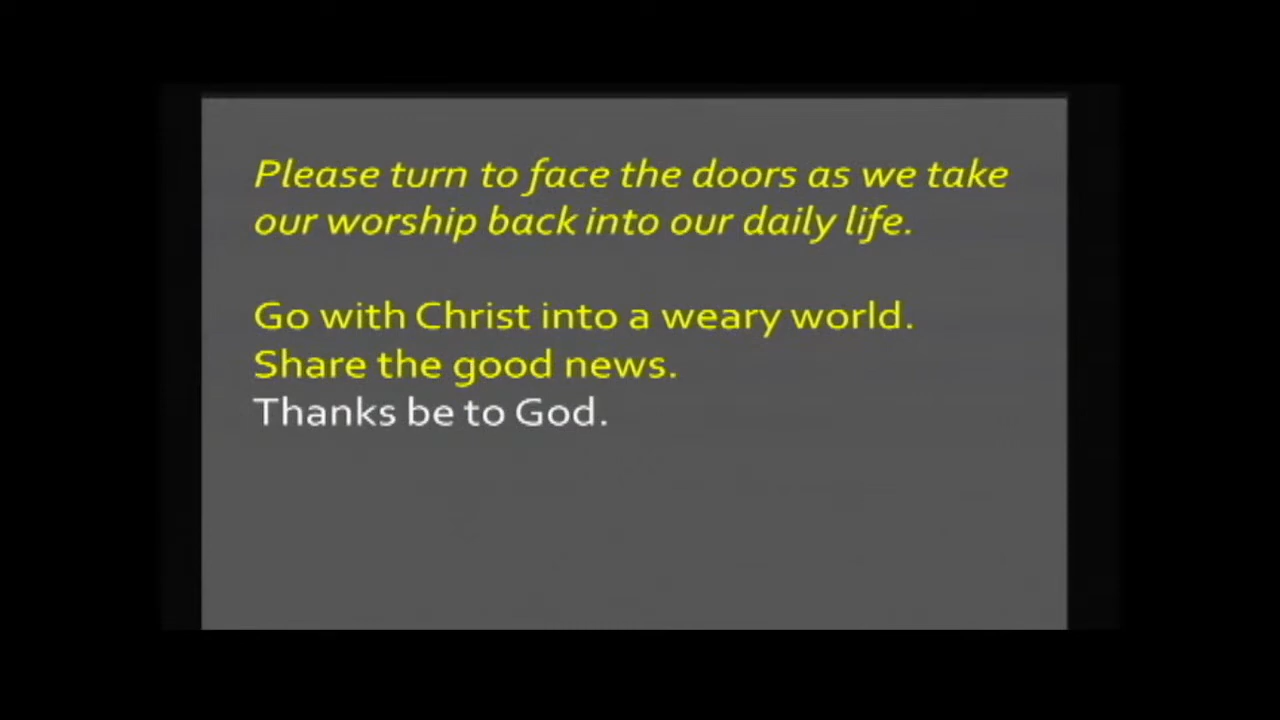 Please turn to face the doors as we take
our worship back into our daily life.
Go with Christ into a weary world.
Share the good news.
Thanks be to God.